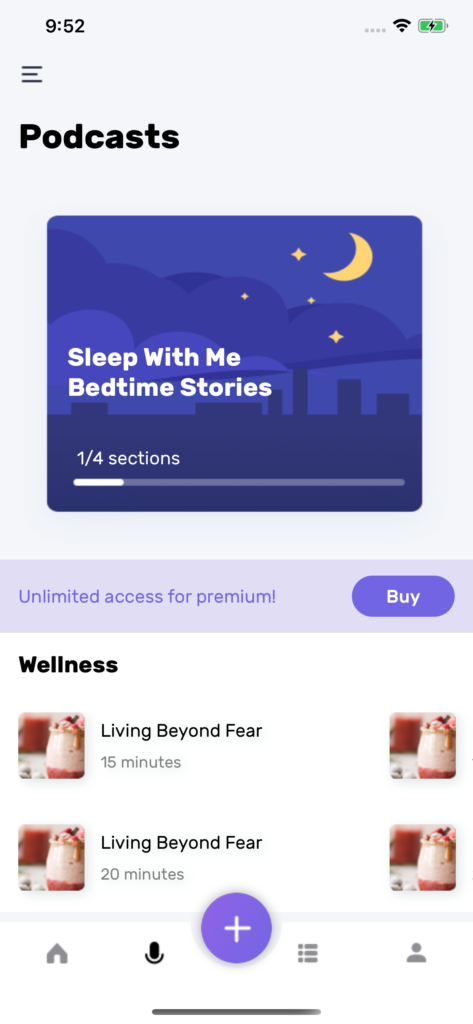 9:52
Podcasts
Sleep With Me
Bedtime Stories
1/4 sections
Unlimited access for premium!
Buy
Wellness
Living Beyond Fear
15 minutes
Living Beyond Fear
20 minutes